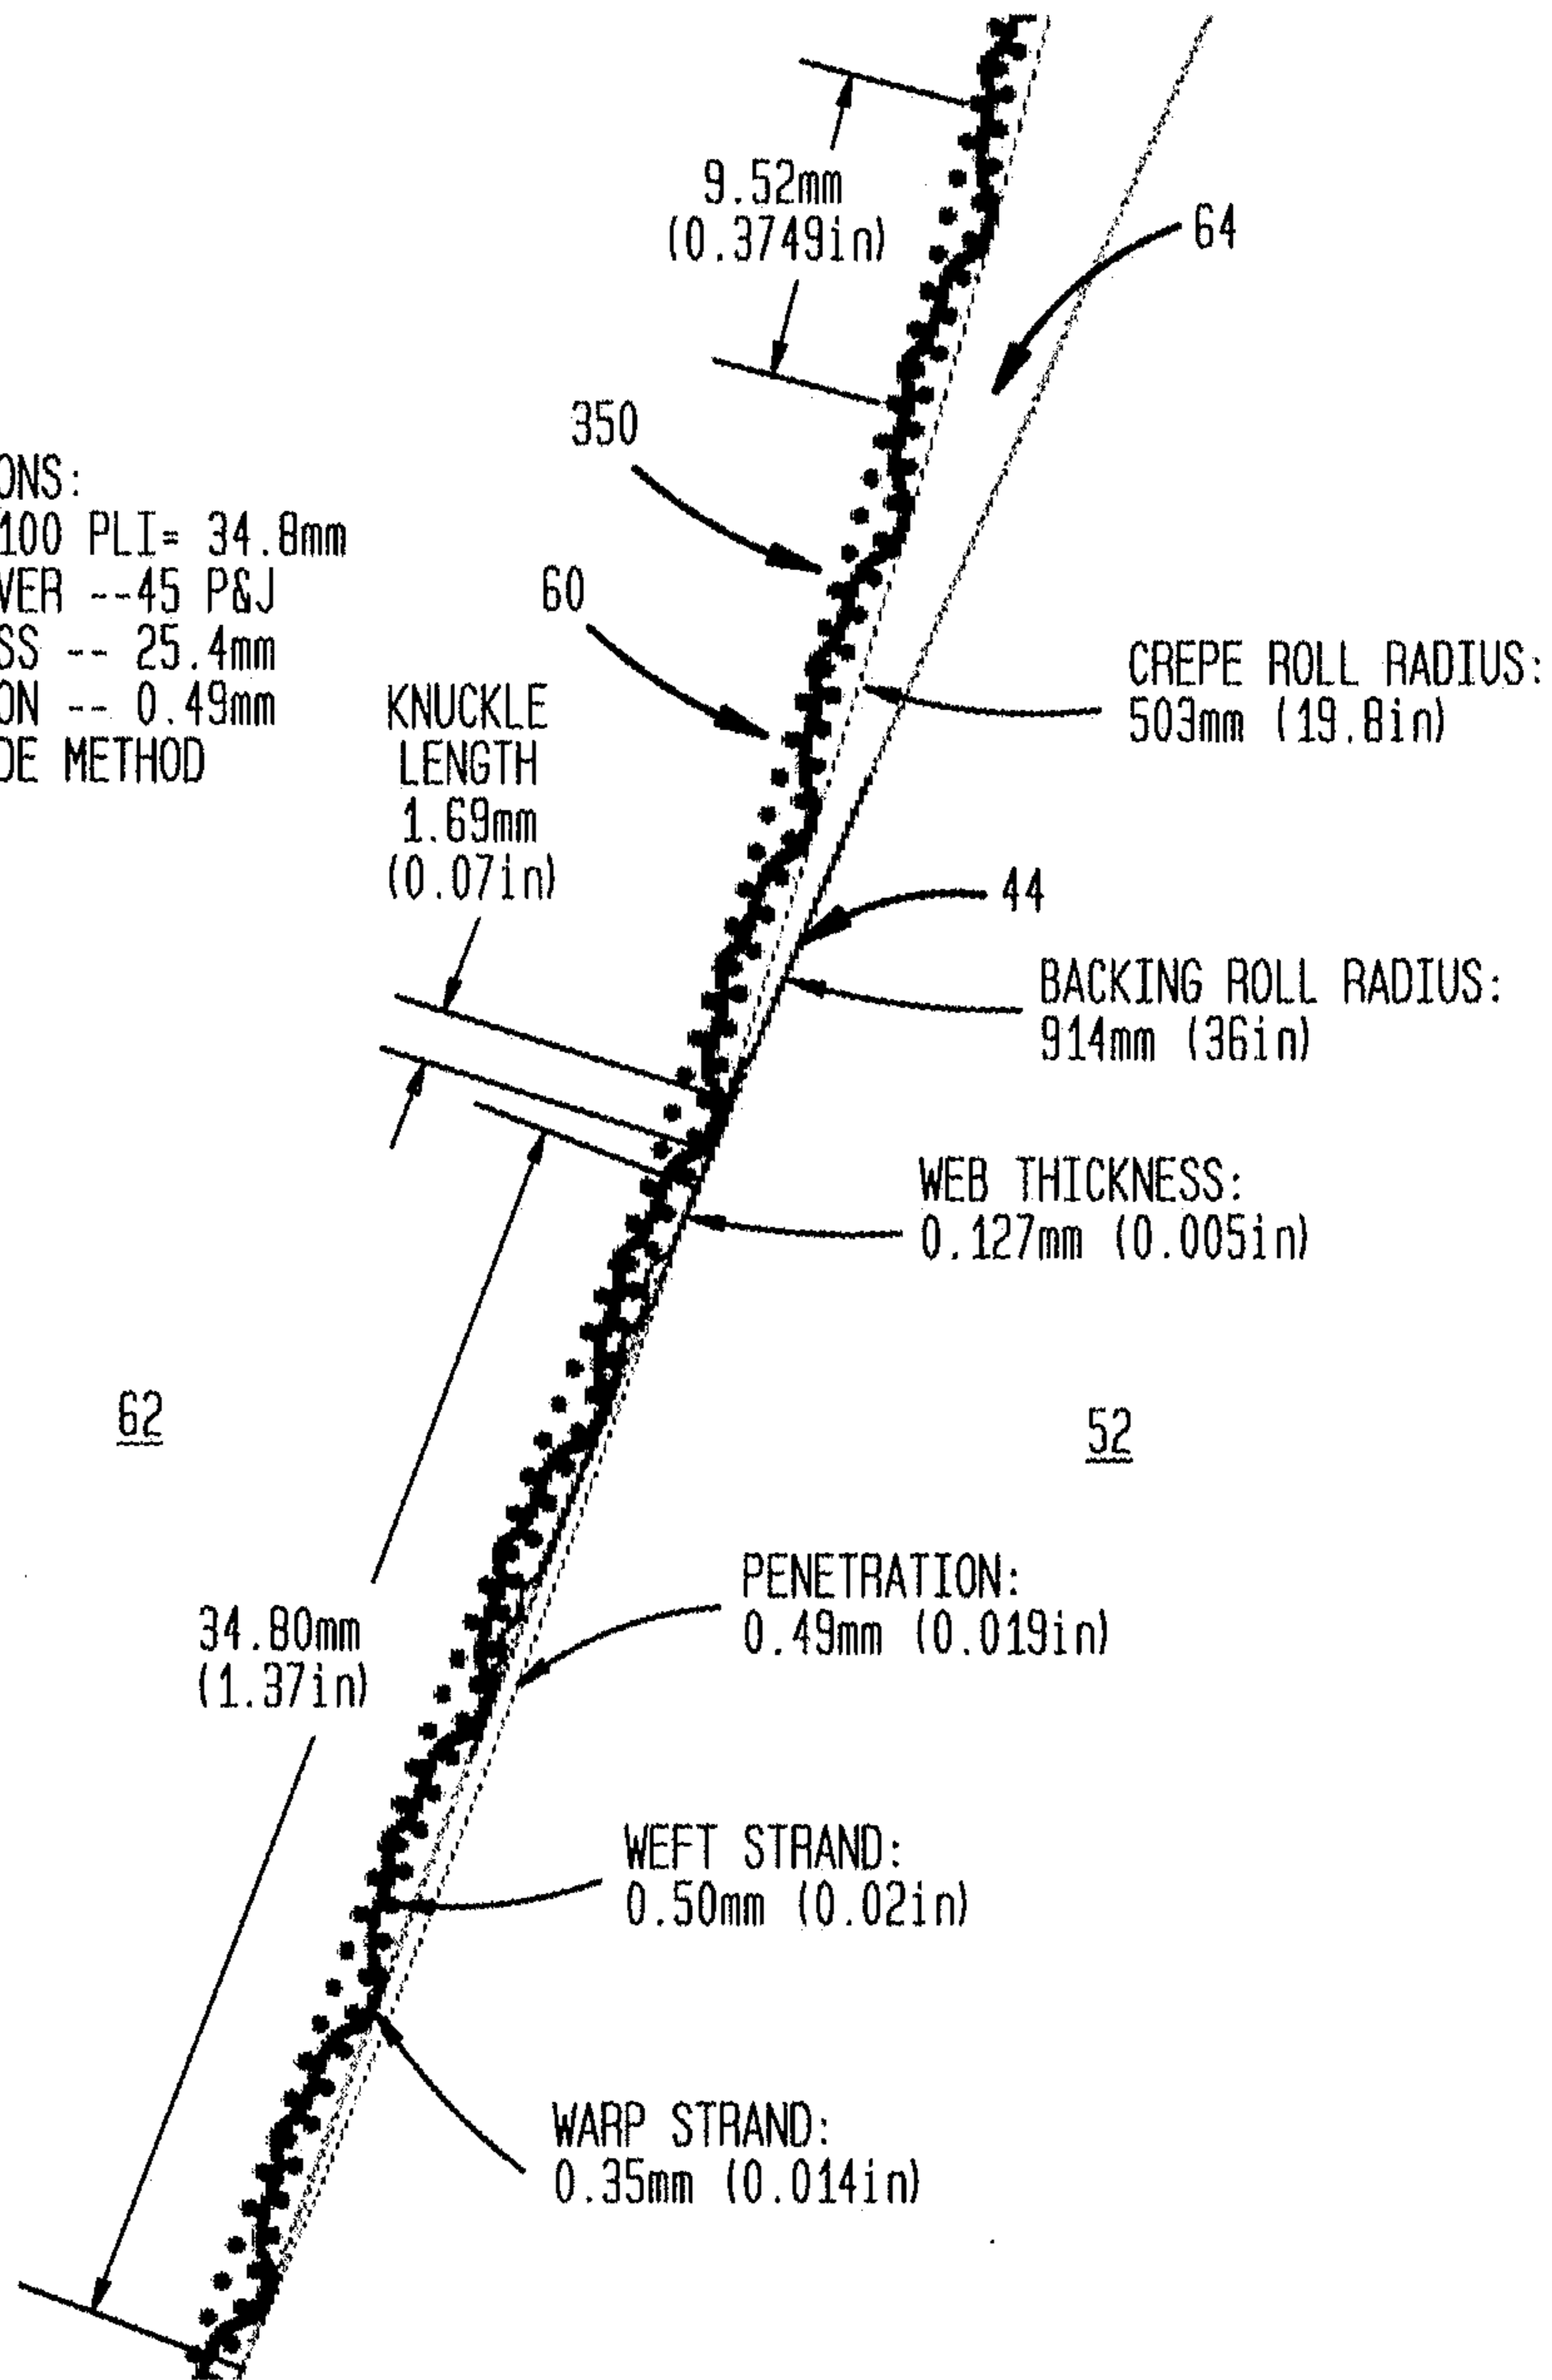 9.52mm
(0.3749in)
64
350
ONS:
100 PLI= 34.8mm
VER --45 P&J
SS -- 25.4mm
ON -- 0.49mm
DE METHOD
60
KNUCKLE
LENGTH
1.69mm
(0.07in)
CREPE ROLL RADIUS:
503mm (19.8in)
44
BACKING ROLL RADIUS:
914mm (36in)
WEB THICKNESS:
0.127mm (0.005in)
62
52
PENETRATION:
0.49mm (0.019in)
34.80mm
(1.37in)
WEFT STRAND:
0.50mm (0.02in)
WARP STRAND:
0.35mm (0.014in)